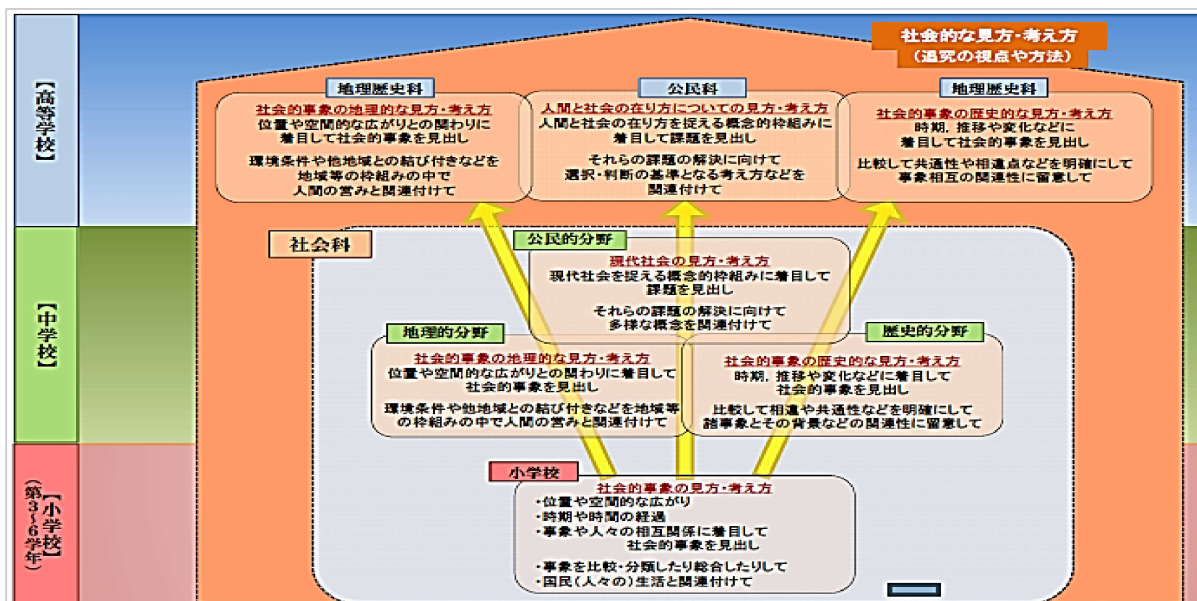 社会的な見方・考え方
(追究の視点や方法)
【高等学校】
地理歴史科
社会的事象の地理的な見方・考え方
位置や空間的な広がりとの関わりに
着目して社会的事象を見出し
環境条件や他地域との結び付きなどを
地域等の枠組みの中で
人間の営みと関連付けて
公民科
人間と社会の在り方についての見方・考え方
人間と社会の在り方を捉える概念的枠組みに
着目して課題を見出し
それらの課題の解決に向けて
選択・判断の基準となる考え方などを
関連付けて
地理歴史科
社会的事象の歴史的な見方・考え方
時期,推移や変化などに
着目して社会的事象を見出し
比較して共通性や相違点などを明確にして
事象相互の関連性に留意して
【中学校】
社会科
公民的分野
現代社会の見方・考え方
現代社会を捉える概念的枠組みに着目して
課題を見出し
それらの課題の解決に向けて
多様な概念を関連付けて
地理的分野
社会的事象の地理的な見方・考え方
位置や空間的な広がりとの関わりに着目して
社会的事象を見出し
環境条件や他地域との結び付きなどを地域等
の枠組みの中で人間の営みと関連付けて
歴史的分野
社会的事象の歴史的な見方・考え方
時期,推移や変化などに着目して
社会的事象を見出し
比較して相違や共通性などを明確にして
諸事象とその背景などの関連性に留意して
【小学校】
(第3~6学年)
小学校
社会的事象の見方・考え方
・位置や空間的な広がり
・時期や時間の経過
・事象や人々の相互関係に着目して
社会的事象を見出し
・事象を比較・分類したり総合したりして
・国民(人々の)生活と関連付けて